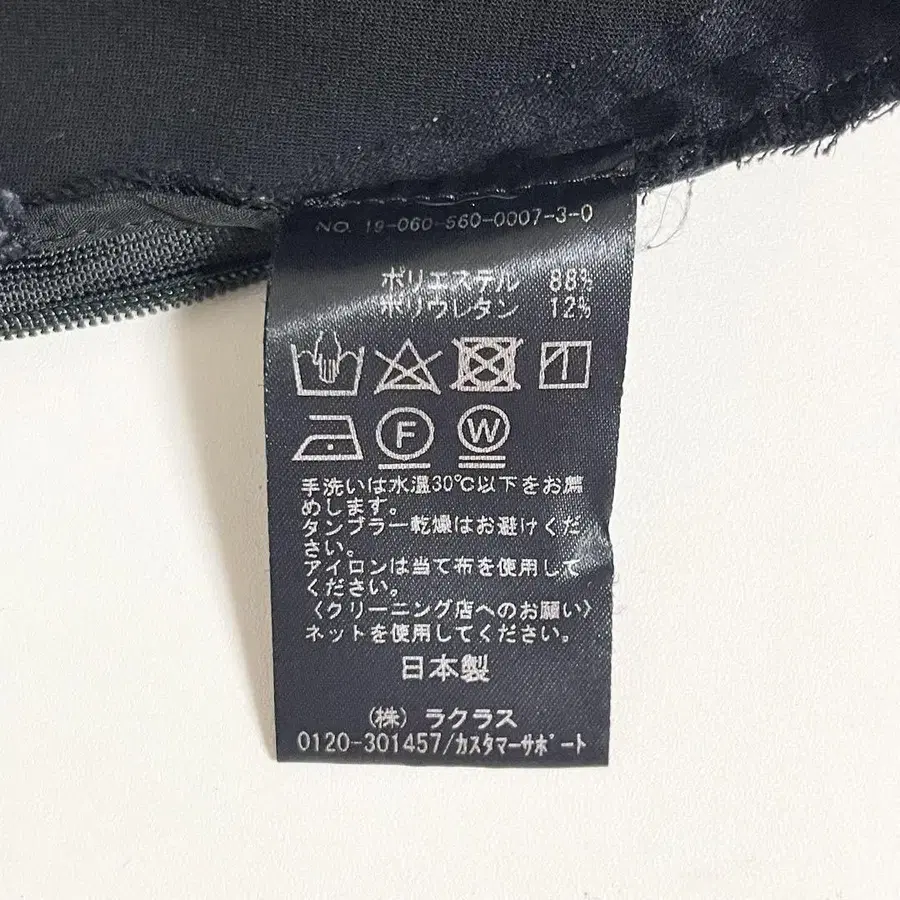 NO. 19-060-560-0007-3-0
ポリエステル 88%
ポリウレタン 12%
F W
手洗いは水温30℃以下をお薦
めします。
タンブラー乾燥はお避けくだ
さい。
アイロンは当て布を使用して
ください。
〈クリーニング店へのお願い〉
ネットを使用してください。
日本製
(株) ラクラス
0120-301457/ｶｽﾀﾏｰｻﾎﾟｰﾄ